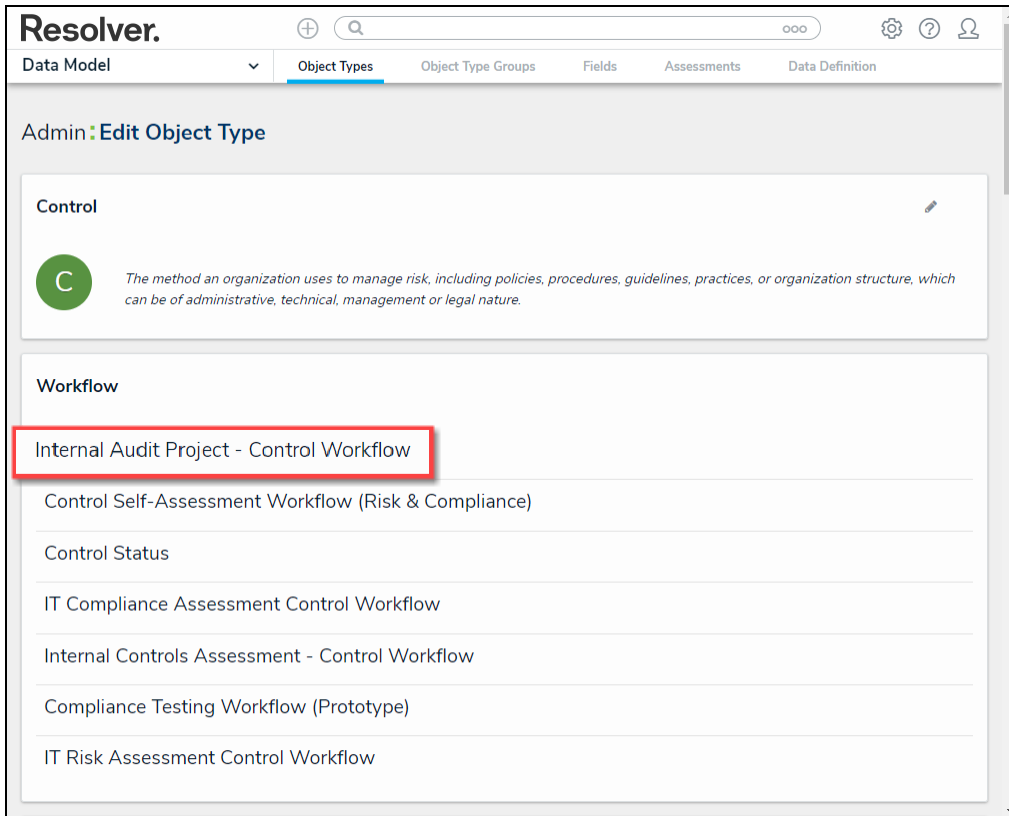 Resolver.
Data Model
Object Types
Object Type Groups
Fields
Assessments
Data Definition
Admin:Edit Object Type
Control
C
The method an organization uses to manage risk, including policies, procedures, guidelines, practices, or organization structure, which
can be of administrative, technical, management or legal nature.
Workflow
Internal Audit Project - Control Workflow
Control Self-Assessment Workflow (Risk & Compliance)
Control Status
IT Compliance Assessment Control Workflow
Internal Controls Assessment - Control Workflow
Compliance Testing Workflow (Prototype)
IT Risk Assessment Control Workflow